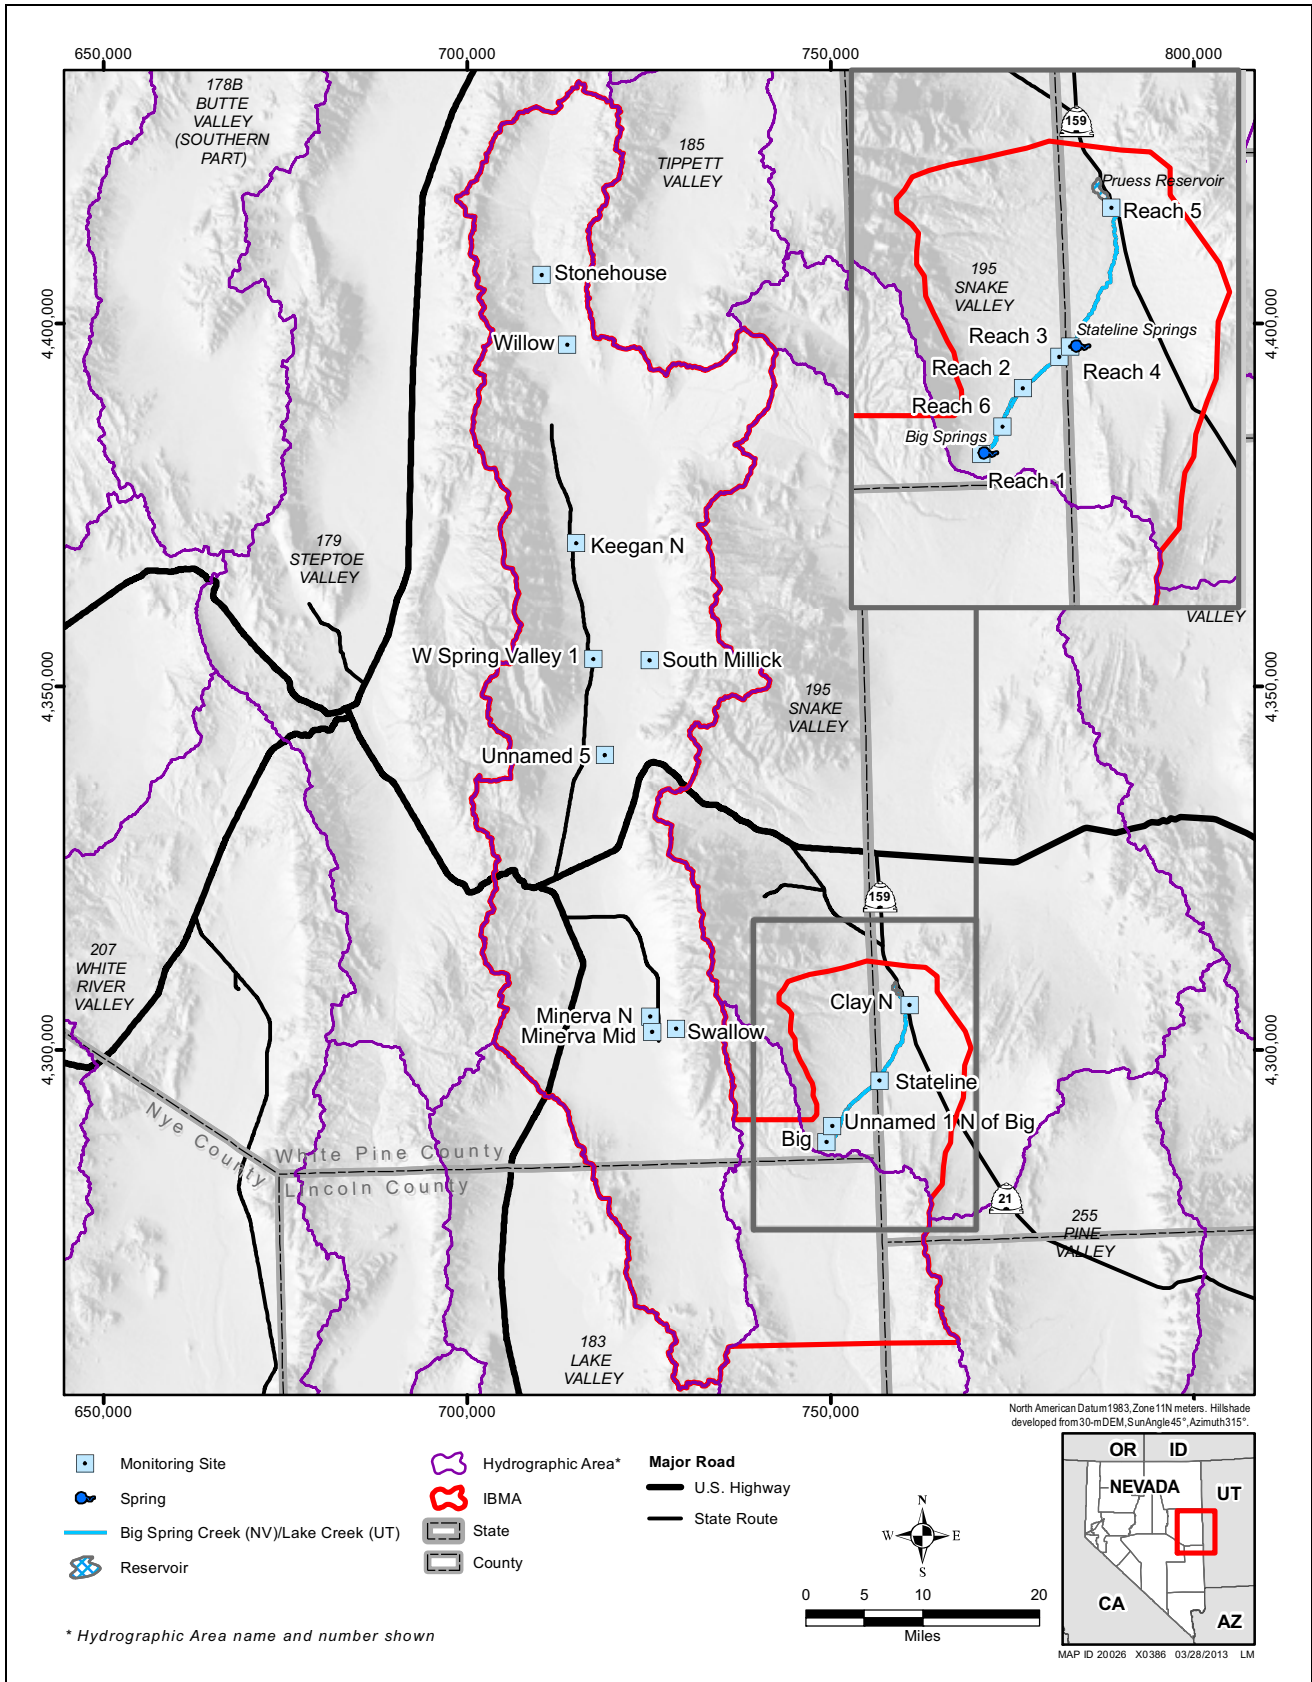 650,000
700,000
750,000
800,000
178B
BUTTE
VALLEY
(SOUTHERN
PART)
185
TIPPETT
VALLEY
159
Pruess Reservoir
Reach 5
195
SNAKE
VALLEY
Stonehouse
4,400,000
4,400,000
Willow
Reach 3
Stateline Springs
Reach 2
Reach 4
Reach 6
Big Springs
Reach 1
179
STEPTOE
VALLEY
Keegan N
VALLEY
W Spring Valley 1
South Millick
4,350,000
4,350,000
195
SNAKE
VALLEY
Unnamed 5
159
207
WHITE
RIVER
VALLEY
Clay N
Minerva N
Minerva Mid
Swallow
4,300,000
4,300,000
Stateline
Unnamed 1 N of Big
Big
Nye County
White Pine County
Lincoln County
21
255
PINE
VALLEY
183
LAKE
VALLEY
650,000
700,000
750,000
North American Datum 1983, Zone 11N meters. Hillshade
developed from 30-m DEM, Sun Angle 45°, Azimuth 315°.
Monitoring Site
Spring
Big Spring Creek (NV)/Lake Creek (UT)
Reservoir
Hydrographic Area*
IBMA
State
County
Major Road
U.S. Highway
State Route
N
W
E
S
0
5
10
20
Miles
OR
ID
NEVADA
UT
CA
AZ
* Hydrographic Area name and number shown
MAP ID 20026 X0386 03/28/2013 LM